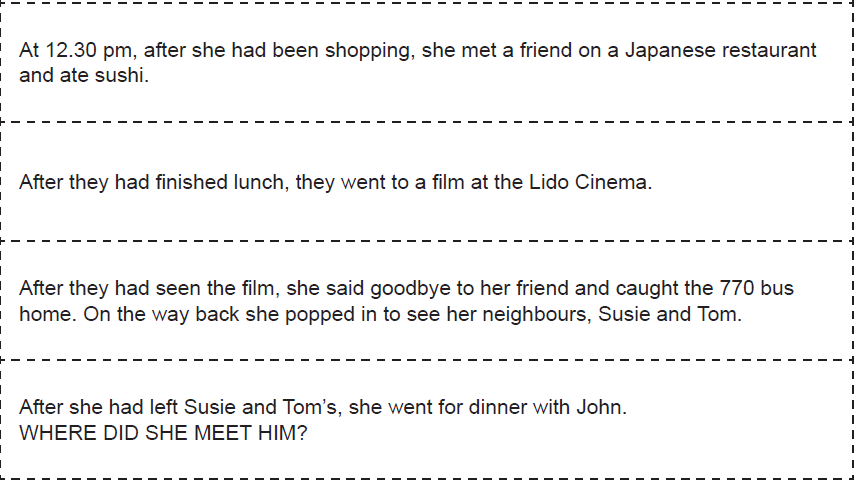 At 12.30 pm, after she had been shopping, she met a friend on a Japanese restaurant
and ate sushi.
After they had finished lunch, they went to a film at the Lido Cinema.
After they had seen the film, she said goodbye to her friend and caught the 770 bus
home. On the way back she popped in to see her neighbours, Susie and Tom.
After she had left Susie and Tom’s, she went for dinner with John.
WHERE DID SHE MEET HIM?